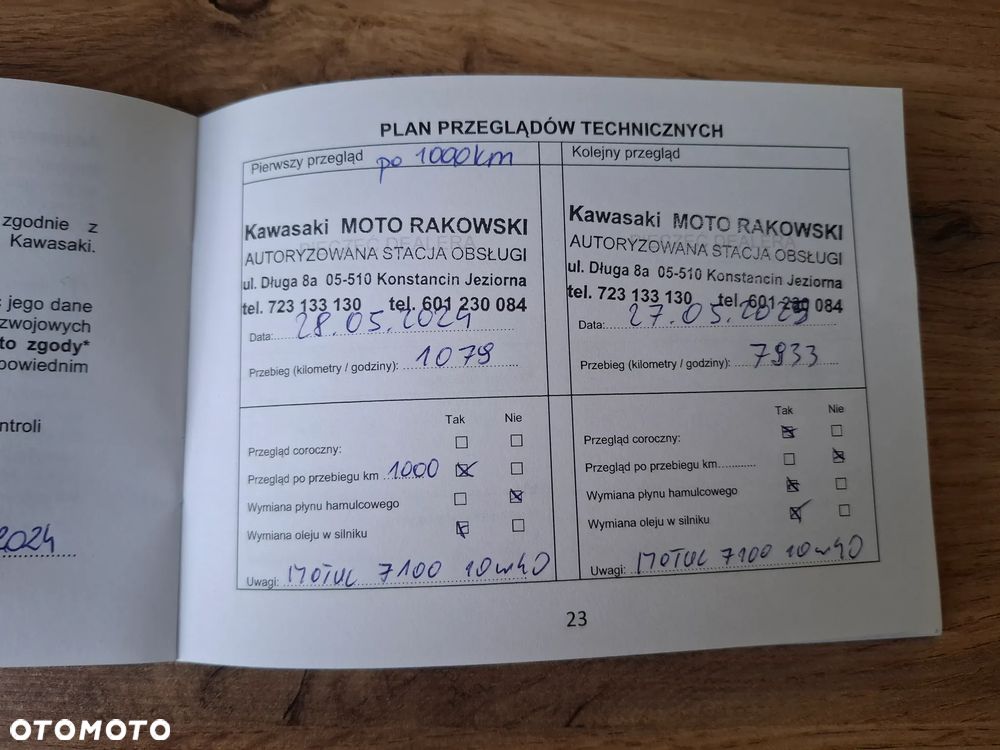 zgodnie z
Kawasaki.
jego dane
zwojowych
to zgody*
powiednim
ntroli
2024
PLAN PRZEGLĄDÓW TECHNICZNYCH
Pierwszy przegląd po 1000km
Kawasaki MOTO RAKOWSKI
PIECZĘĆ DEALERA
AUTORYZOWANA STACJA OBSŁUGI
ul. Długa 8a 05-510 Konstancin Jeziorna
tel. 723 133 130 tel. 601 230 084
Data: 28.05.2024
Przebieg (kilometry / godziny): 1079
Tak Nie
Przegląd coroczny:
Przegląd po przebiegu km 1000
Wymiana płynu hamulcowego
Wymiana oleju w silniku
Uwagi: MOTUL 7100 10w40
Kolejny przegląd
Kawasaki MOTO RAKOWSKI
PIECZĘĆ DEALERA
AUTORYZOWANA STACJA OBSŁUGI
ul. Długa 8a 05-510 Konstancin Jeziorna
tel. 723 133 130 tel. 601 230 084
Data: 27.05.2025
Przebieg (kilometry / godziny): 7933
Tak Nie
Przegląd coroczny:
Przegląd po przebiegu km............
Wymiana płynu hamulcowego
Wymiana oleju w silniku
Uwagi: MOTUL 7100 10w40
23
OTOMOTO